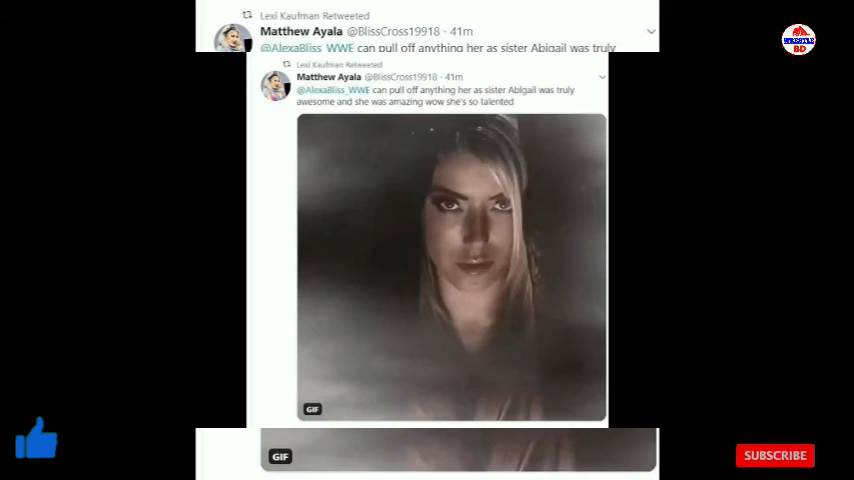 Lexi Kaufman Retweeted
Matthew Ayala @BlissCross19918 · 41m
@AlexaBliss_WWE can pull off anything her as sister Abigail was truly
Lexi Kaufman Retweeted
Matthew Ayala @BlissCross19918 · 41m
@AlexaBliss_WWE can pull off anything her as sister Abigail was truly
awesome and she was amazing wow she's so talented
GIF
GIF
BD
SUBSCRIBE